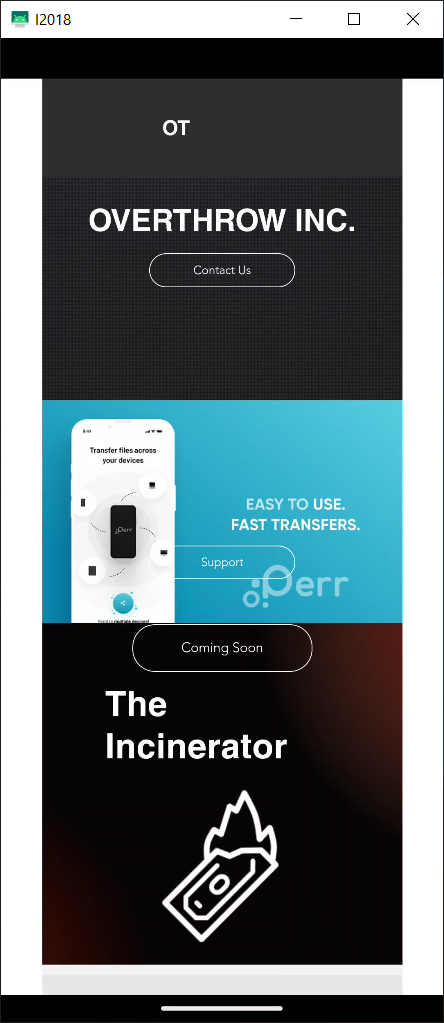 I2018
OT
OVERTHROW INC.
Contact Us
Transfer files across
your devices
Perr
EASY TO USE.
FAST TRANSFERS.
Support
Perr
Coming Soon
The
Incinerator